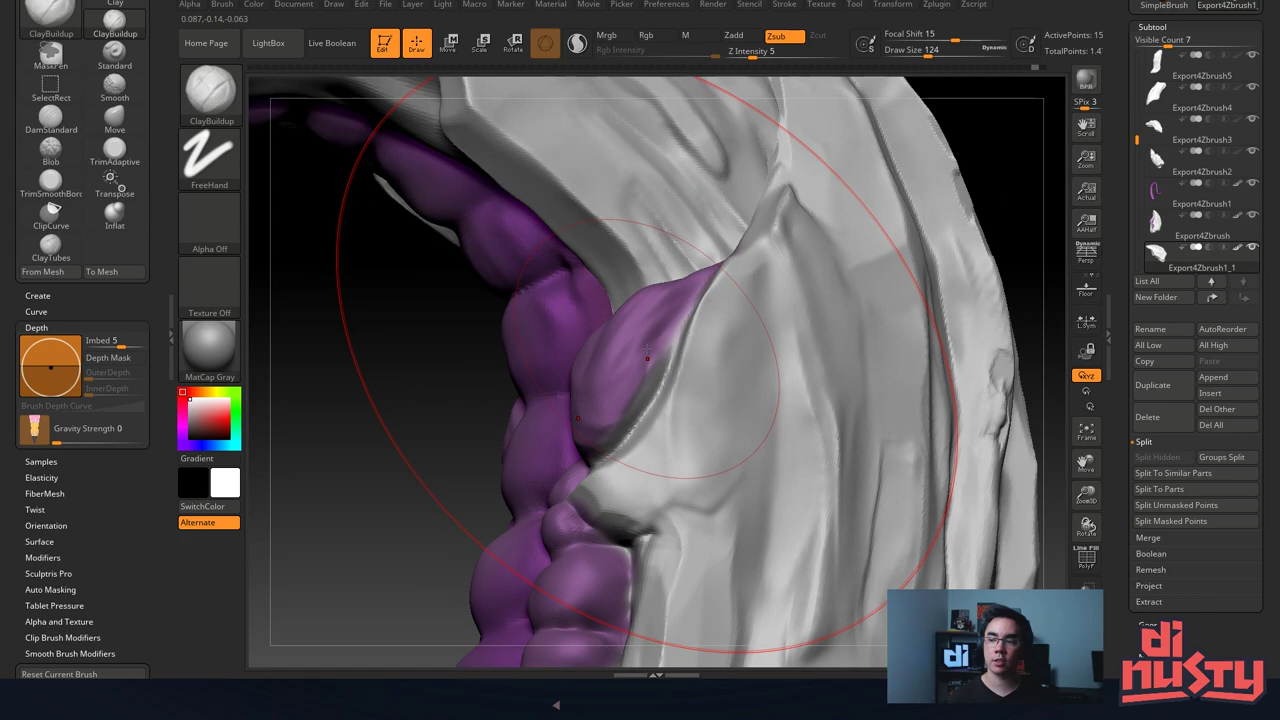 Alpha Brush Color Document Draw Edit File Layer Light Macro Marker Material Movie Picker Preferences Render Stencil Stroke Texture Tool Transform Zplugin Zscript
0.087,-0.14,-0.063
Clay
ClayBuildup
ClayBuildup
MaskPen
Standard
SelectRect
Smooth
DamStandard
Move
Blob
TrimAdaptive
TrimSmoothBorc
Transpose
ClipCurve
Inflat
ClayTubes
From Mesh
To Mesh
Create
Curve
Depth
Imbed 5
Depth Mask
OuterDepth
InnerDepth
Brush Depth Curve
Gravity Strength 0
Samples
Elasticity
FiberMesh
Twist
Orientation
Surface
Modifiers
Sculptris Pro
Auto Masking
Tablet Pressure
Alpha and Texture
Clip Brush Modifiers
Smooth Brush Modifiers
Reset Current Brush
Home Page
LightBox
Live Boolean
Edit
Draw
Move
Scale
Rotate
Mrgb
Rgb
M
Zadd
Zsub
Zcut
Rgb Intensity
Z Intensity 5
Focal Shift 15
Draw Size 124
Dynamic
S
D
ActivePoints: 15
TotalPoints: 1.4
ClayBuildup
FreeHand
Alpha Off
Texture Off
MatCap Gray
Gradient
SwitchColor
Alternate
BPR
SPix 3
Scroll
Zoom
Actual
AAHalf
Dynamic
Persp
Floor
L.Sym
XYZ
Frame
Move
Zoom3D
Rotate
Line Fill
PolyF
SimpleBrush
Export4Zbrush1_
Subtool
Visible Count 7
Export4Zbrush5
Export4Zbrush4
Export4Zbrush3
Export4Zbrush2
Export4Zbrush1
Export4Zbrush
Export4Zbrush1_1
List All
New Folder
Rename
AutoReorder
All Low
All High
Copy
Paste
Duplicate
Append
Insert
Delete
Del Other
Del All
Split
Split Hidden
Groups Split
Split To Similar Parts
Split To Parts
Split Unmasked Points
Split Masked Points
Merge
Boolean
Remesh
Project
Extract
di
di
nusty